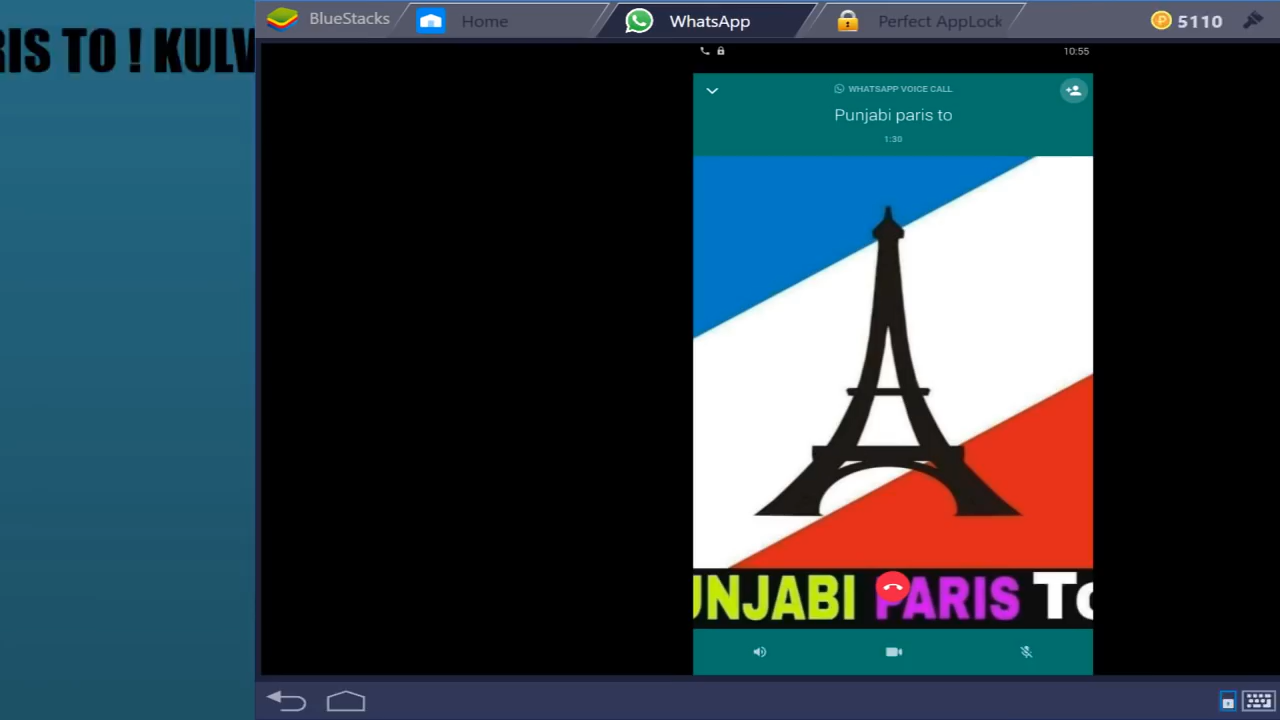 BlueStacks
Home
WhatsApp
Perfect AppLock
5110
RIS TO ! KULV
10:55
WHATSAPP VOICE CALL
Punjabi paris to
1:30
UNJABI PARIS To